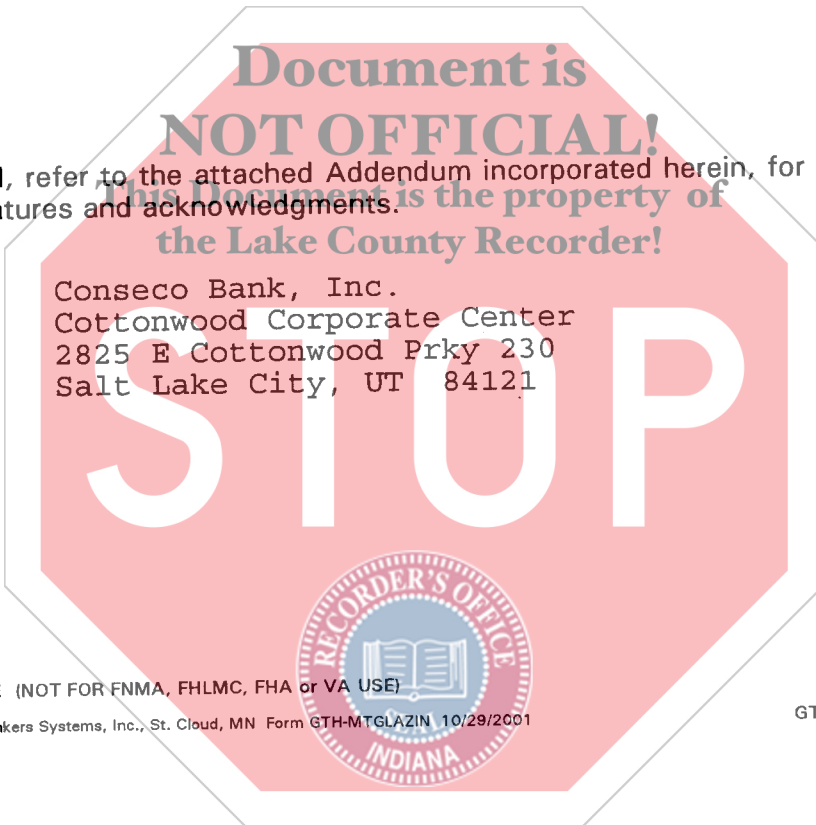 Document is
NOT OFFICIAL!
, refer to the attached Addendum incorporated herein, for
This Document is the property of
tures and acknowledgments.
the Lake County Recorder!
Conseco Bank, Inc.
Cottonwood Corporate Center
2825 E Cottonwood Prky 230
Salt Lake City, UT 84121
STOP
RECORDER'S OFFICE
(NOT FOR FNMA, FHLMC, FHA or VA USE)
kers Systems, Inc., St. Cloud, MN Form GTH-MTGLAZIN 10/29/2001
GT
SEAL
INDIANA